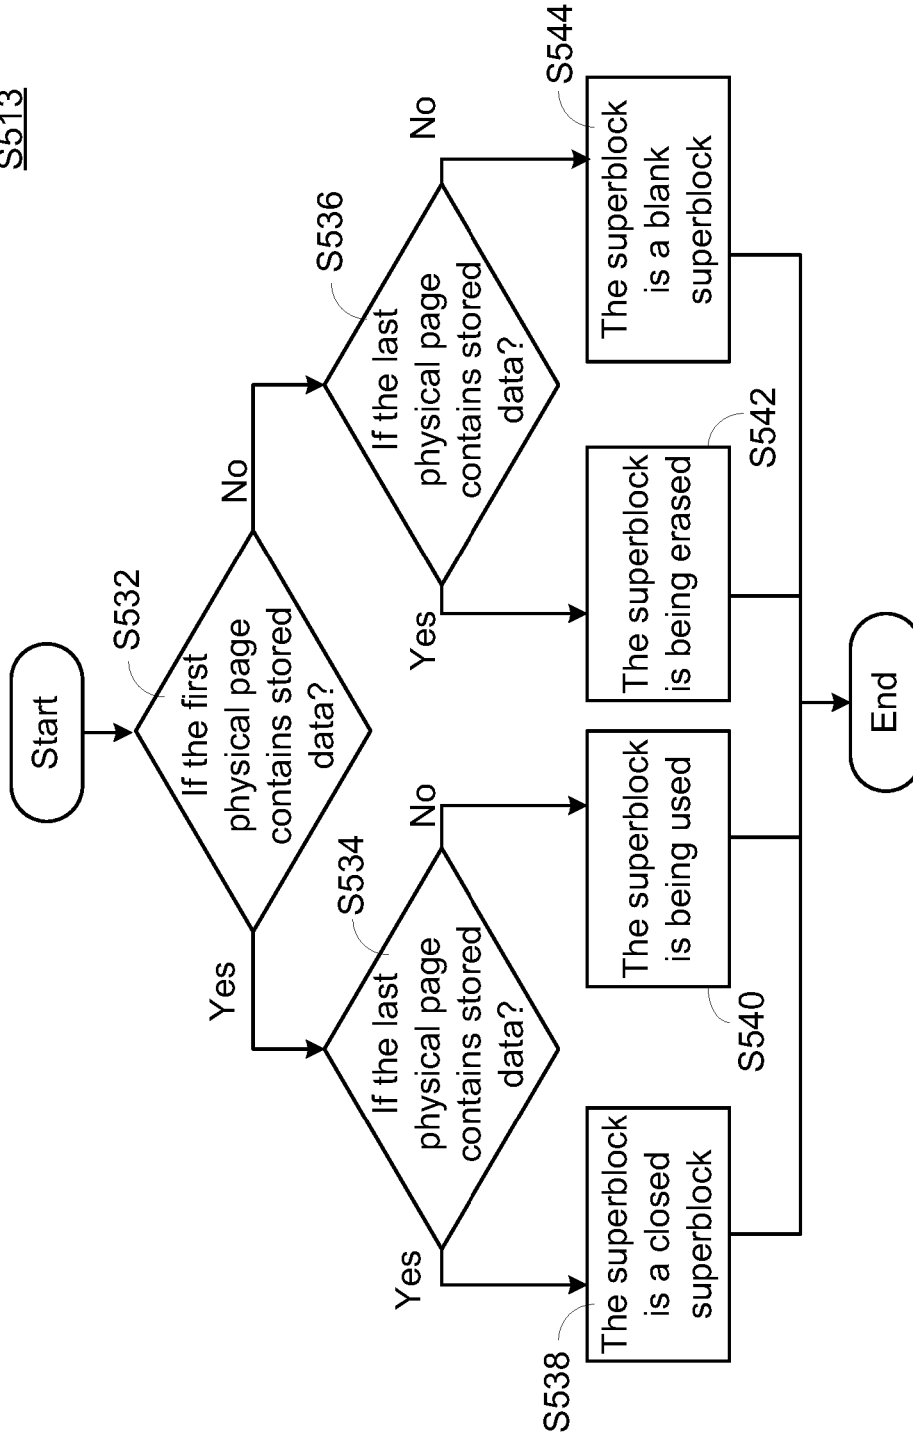 S513
Start
S532
If the first
physical page
contains stored
data?
Yes
No
S534
If the last
physical page
contains stored
data?
S536
If the last
physical page
contains stored
data?
Yes
No
Yes
No
S538
The superblock
is a closed
superblock
The superblock
is being used
S540
The superblock
is being erased
S542
S544
The superblock
is a blank
superblock
End